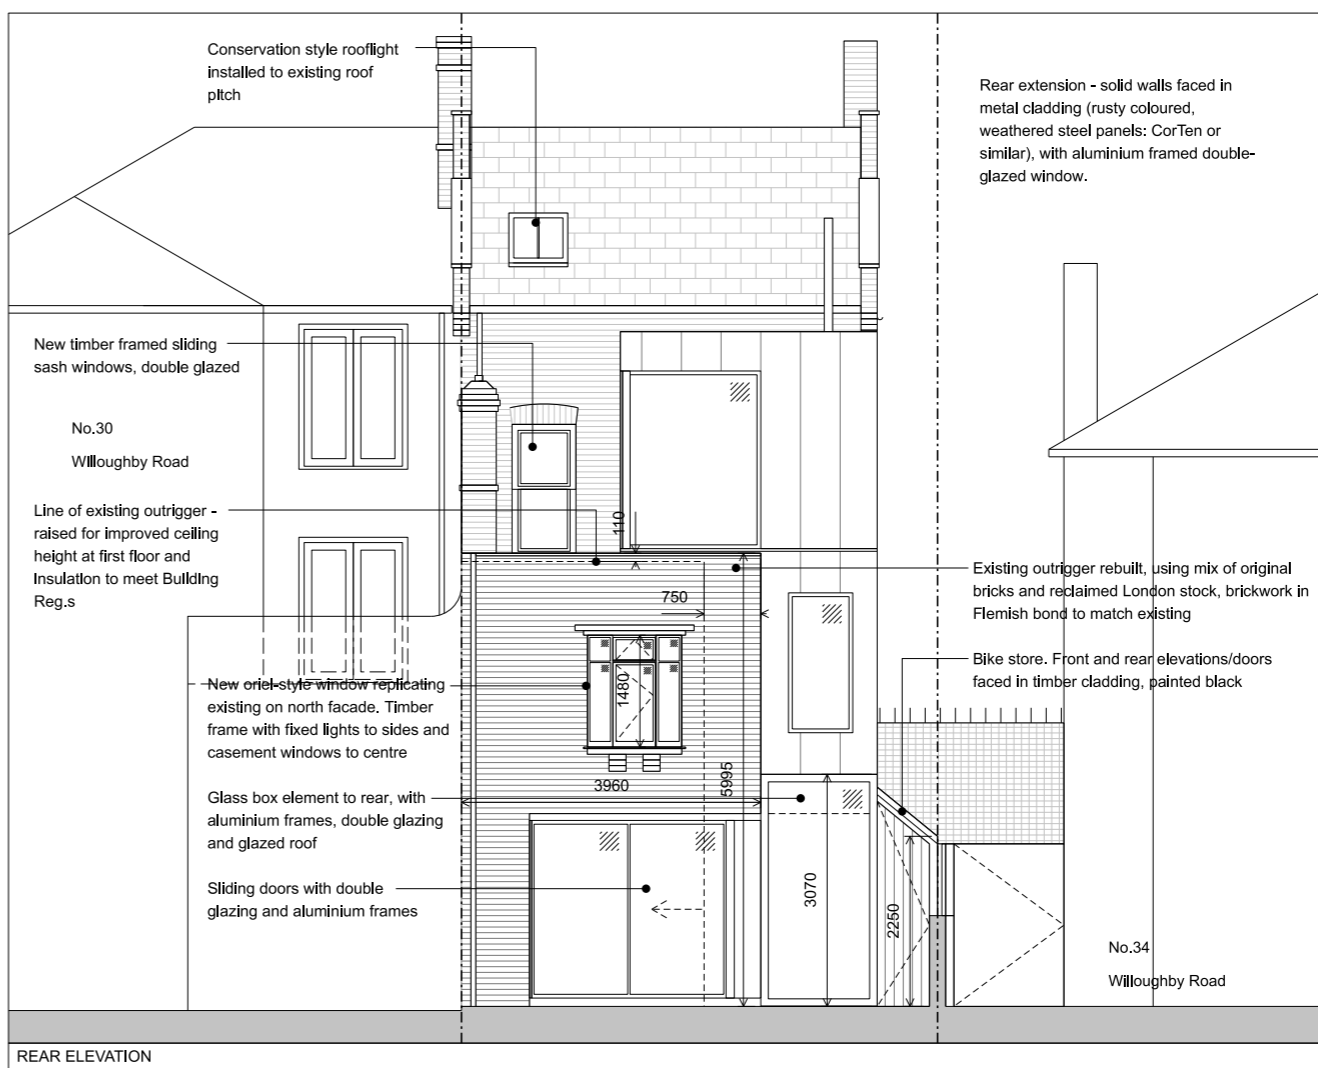 Conservation style rooflight
installed to existing roof
pitch
Rear extension - solid walls faced in
metal cladding (rusty coloured,
weathered steel panels: CorTen or
similar), with aluminium framed double-
glazed window.
New timber framed sliding
sash windows, double glazed
No.30
Willoughby Road
Line of existing outrigger -
raised for improved ceiling
height at first floor and
insulation to meet Building
Reg.s
110
750
Existing outrigger rebuilt, using mix of original
bricks and reclaimed London stock, brickwork in
Flemish bond to match existing
Bike store. Front and rear elevations/doors
faced in timber cladding, painted black
New oriel-style window replicating
existing on north facade. Timber
frame with fixed lights to sides and
casement windows to centre
1480
5995
3960
Glass box element to rear, with
aluminium frames, double glazing
and glazed roof
Sliding doors with double
glazing and aluminium frames
3070
2250
No.34
Willoughby Road
REAR ELEVATION